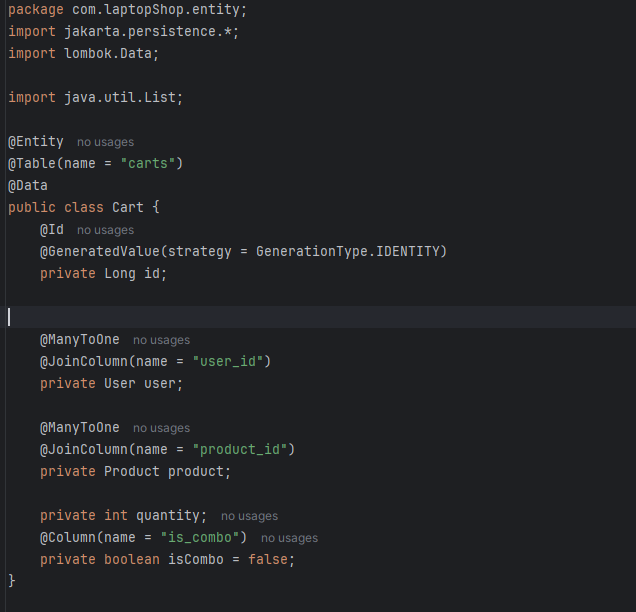 package com.laptopShop.entity;
import jakarta.persistence.*;
import lombok.Data;

import java.util.List;

@Entity  no usages
@Table(name = "carts")
@Data
public class Cart {
    @Id  no usages
    @GeneratedValue(strategy = GenerationType.IDENTITY)
    private Long id;


    @ManyToOne  no usages
    @JoinColumn(name = "user_id")
    private User user;

    @ManyToOne  no usages
    @JoinColumn(name = "product_id")
    private Product product;

    private int quantity;  no usages
    @Column(name = "is_combo")  no usages
    private boolean isCombo = false;
}